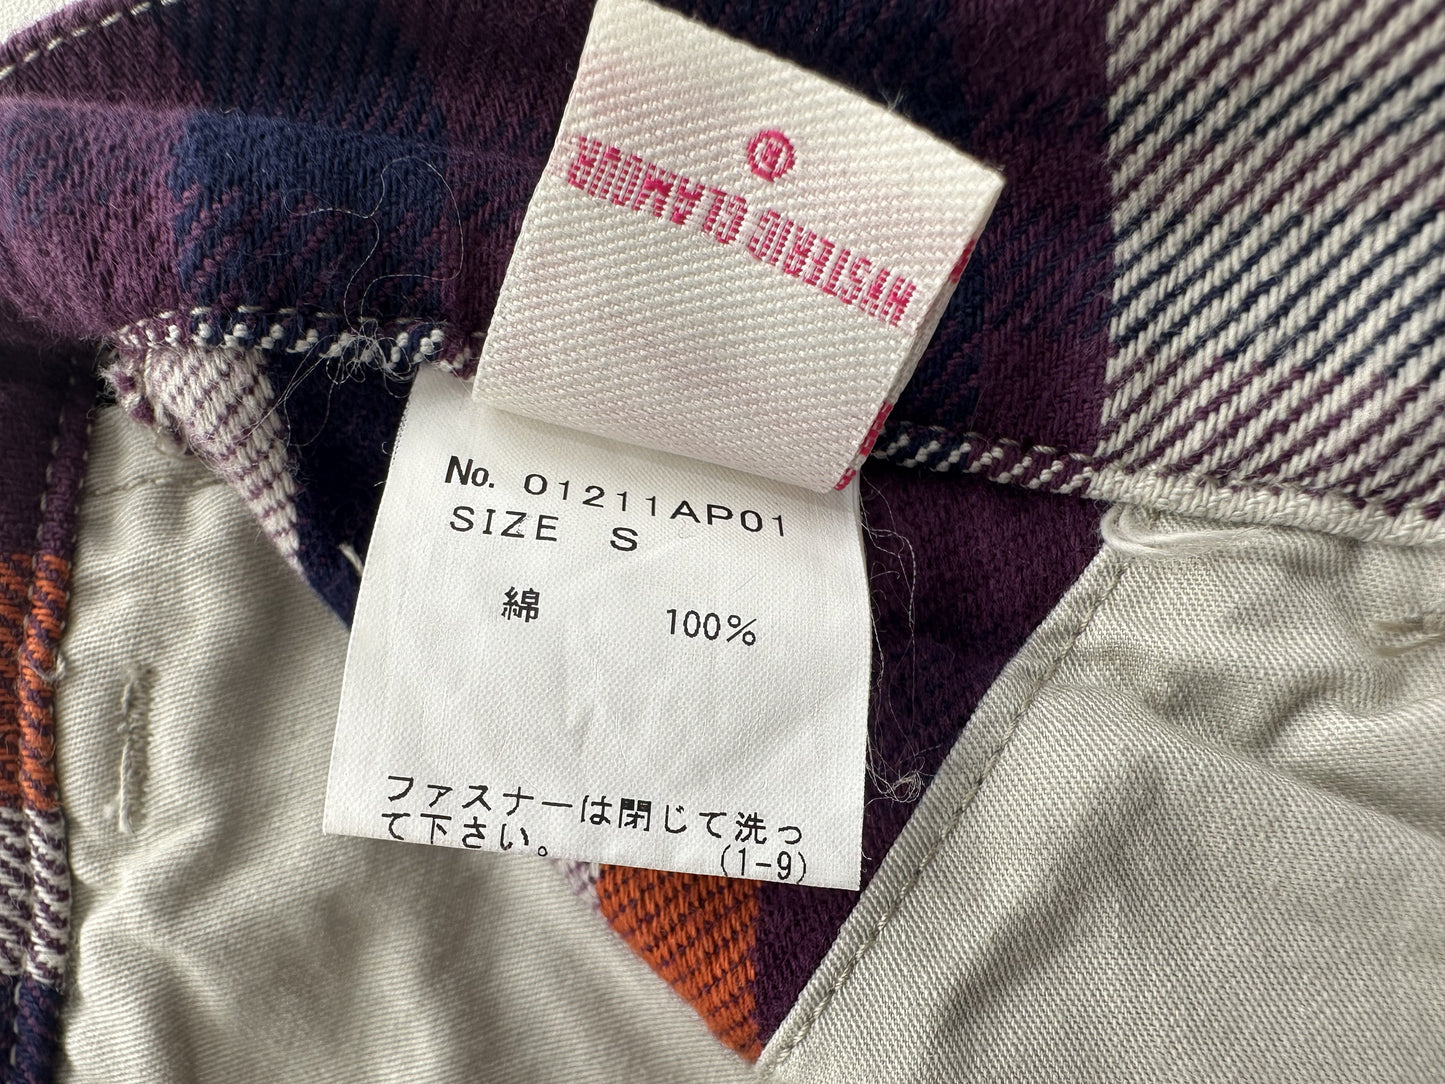 HYSTERIC GLAMOUR
®
No. 01211AP01
SIZE S
綿 100%
ファスナーは閉じて洗っ
て下さい。 (1-9)